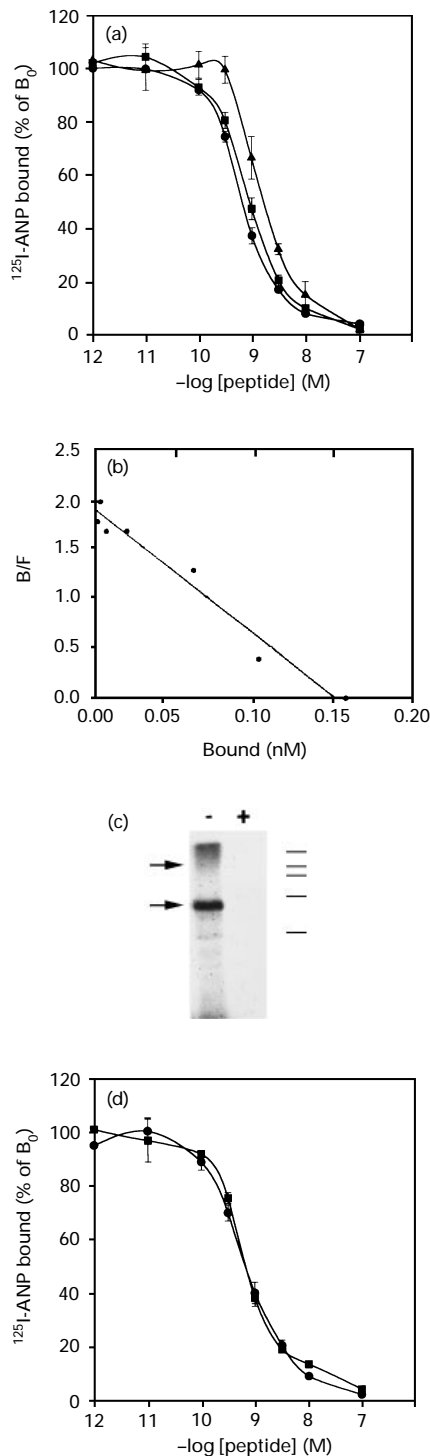 (a)
120
100
80
60
40
20
0
¹²⁵I-ANP bound (% of B₀)
12 11 10 9 8 7
–log [peptide] (M)
(b)
2.5
2.0
1.5
1.0
0.5
0.0
B/F
0.00 0.05 0.10 0.15 0.20
Bound (nM)
(c)
- +
(d)
120
100
80
60
40
20
0
¹²⁵I-ANP bound (% of B₀)
12 11 10 9 8 7
–log [peptide] (M)